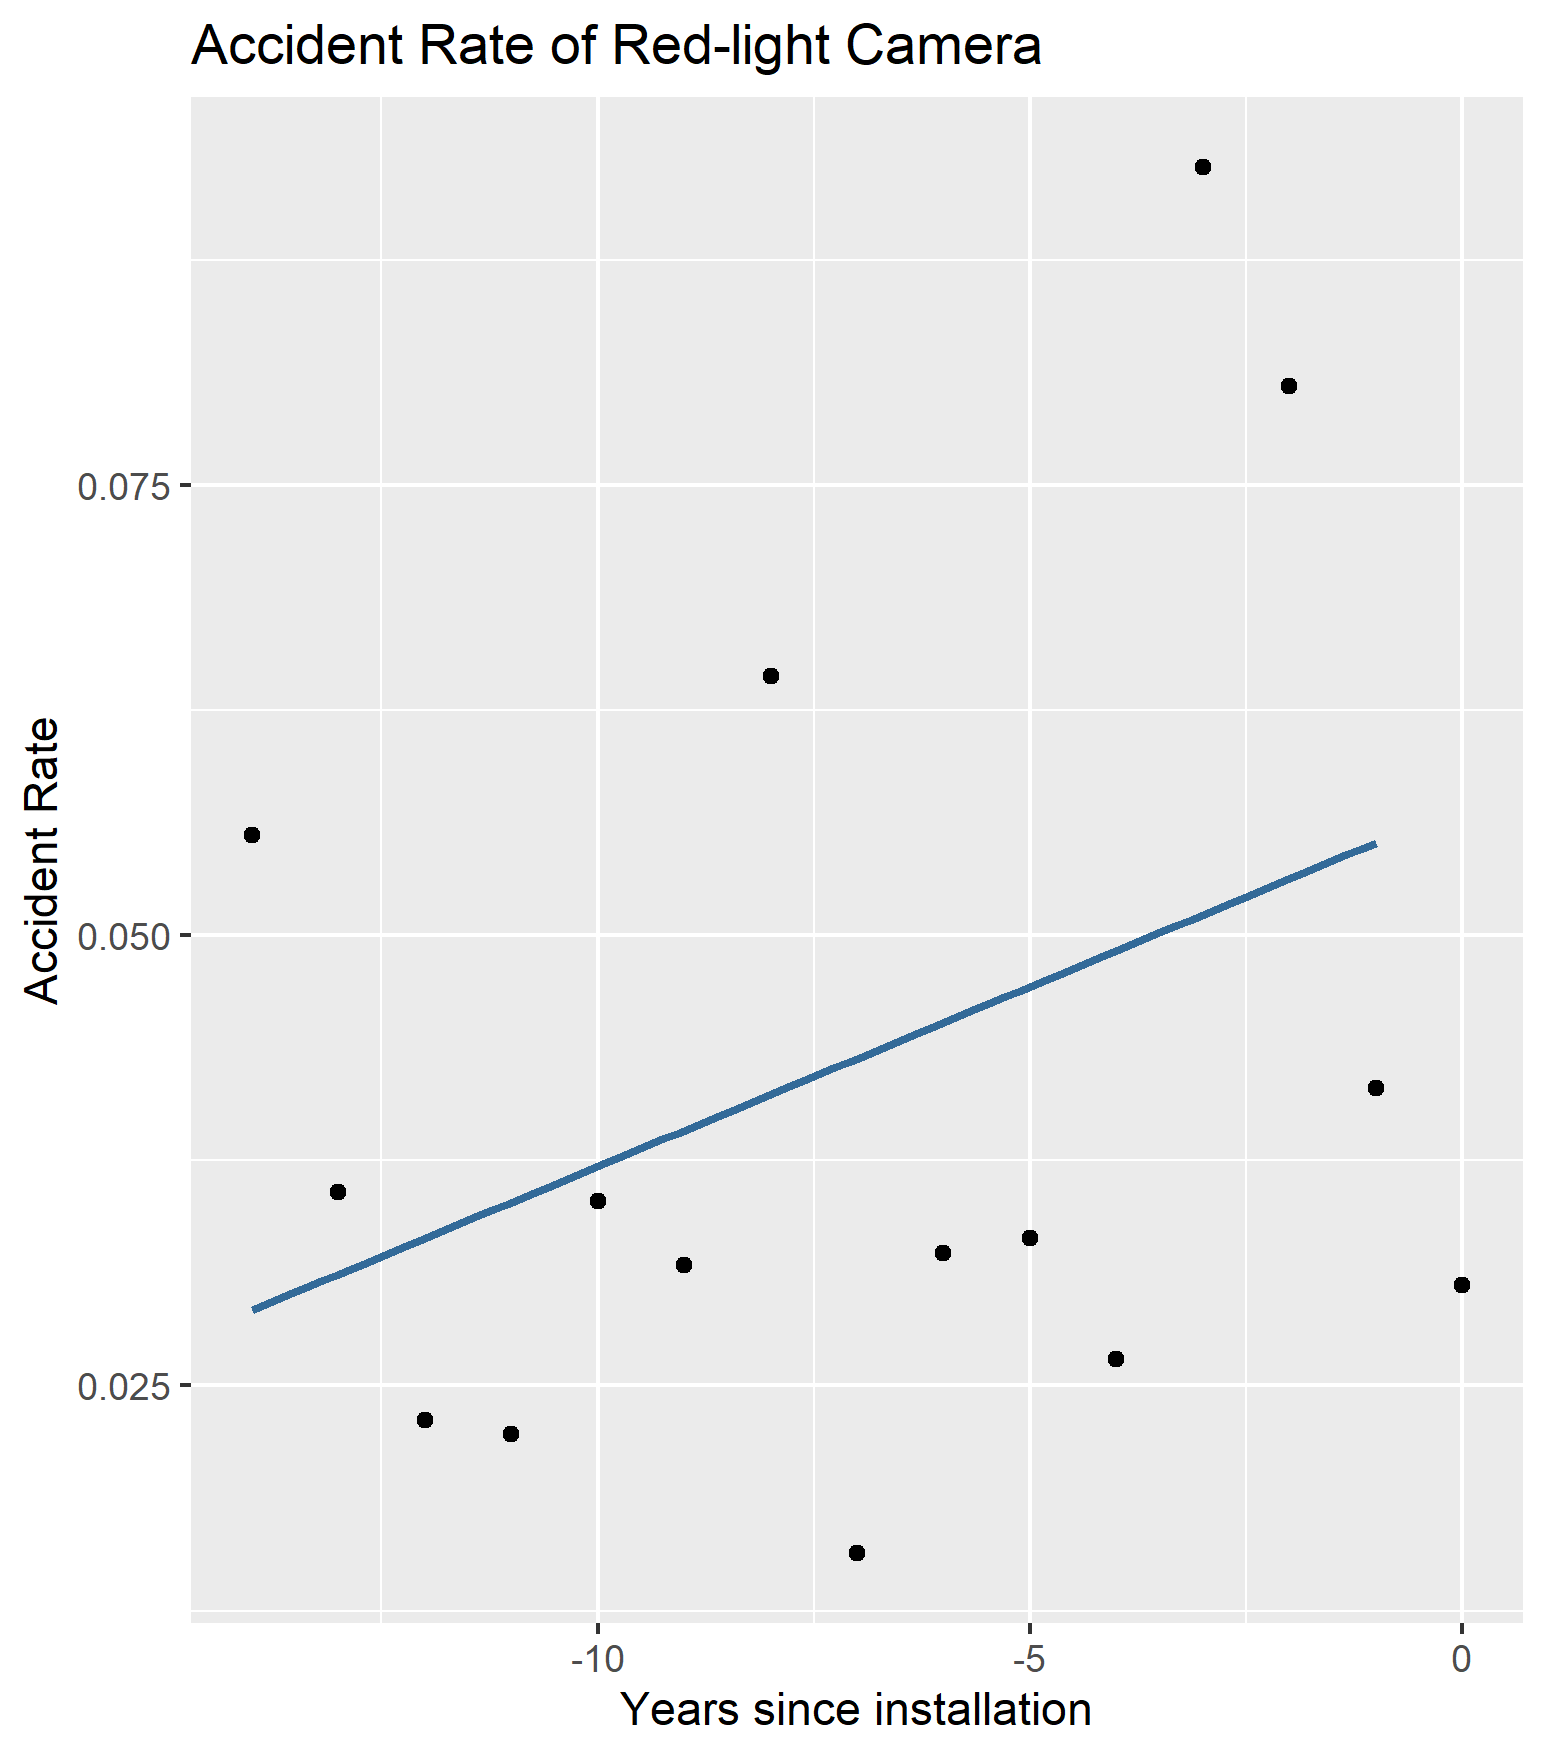 Accident Rate of Red-light Camera
Accident Rate
0.075
0.050
0.025
-10
-5
0
Years since installation